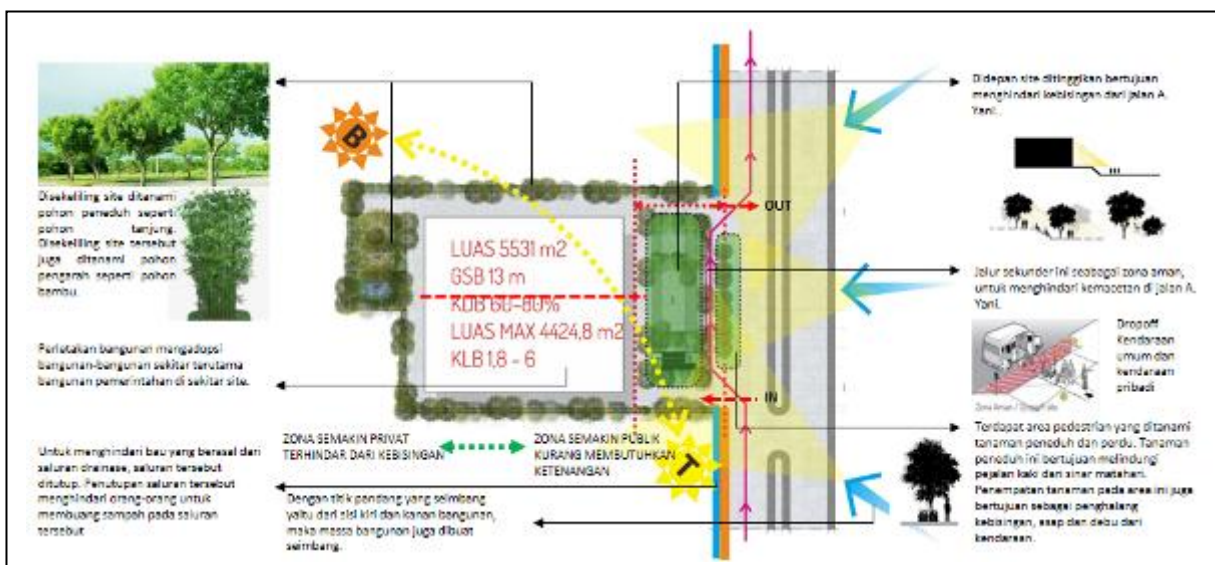 Disekeliling site ditanami
pohon peneduh seperti
pohon tanjung.
Disekeliling site tersebut
juga ditanami pohon
pengarah seperti pohon
bambu.
Perletakan bangunan mengadopsi
bangunan-bangunan sekitar terutama
bangunan pemerintahan di sekitar site.
Untuk menghindari bau yang berasal dari
saluran drainase, saluran tersebut
ditutup. Penutupan saluran tersebut
menghindari orang-orang untuk
membuang sampah pada saluran
tersebut
B
LUAS 5531 m2
GSB 13 m
KDB 60-80%
LUAS MAX 4424,8 m2
KLB 1,8 - 6
OUT
IN
T
ZONA SEMAKIN PRIVAT
TERHINDAR DARI KEBISINGAN
ZONA SEMAKIN PUBLIK
KURANG MEMBUTUHKAN
KETENANGAN
Dengan titik pandang yang seimbang
yaitu dari sisi kiri dan kanan bangunan,
maka massa bangunan juga dibuat
seimbang.
Didepan site ditinggikan bertujuan
menghindari kebisingan dari jalan A.
Yani..
Jalur sekunder ini seabagai zona aman,
untuk menghindari kemacetan di jalan A.
Yani.
Dropoff
Kendaraan
umum dan
kendaraan
pribadi
Zona Aman /
Terdapat area pedestrian yang ditanami
tanaman peneduh dan perdu. Tanaman
peneduh ini bertujuan melindungi
pejalan kaki dari sinar matahari.
Penempatan tanaman pada area ini juga
bertujuan sebagai penghalang
kebisingan, asap dan debu dari
kendaraan.